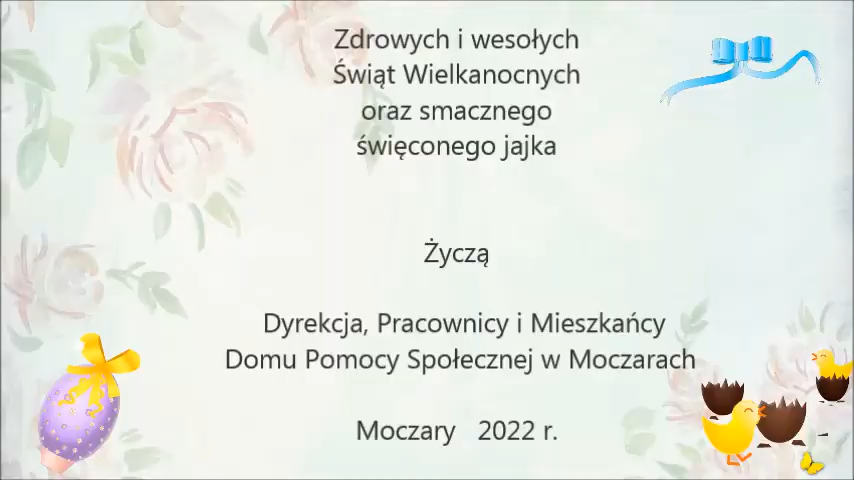 Zdrowych i wesołych
Świąt Wielkanocnych
oraz smacznego
święconego jajka
Życzą
Dyrekcja, Pracownicy i Mieszkańcy
Domu Pomocy Społecznej w Moczarach
Moczary 2022 r.